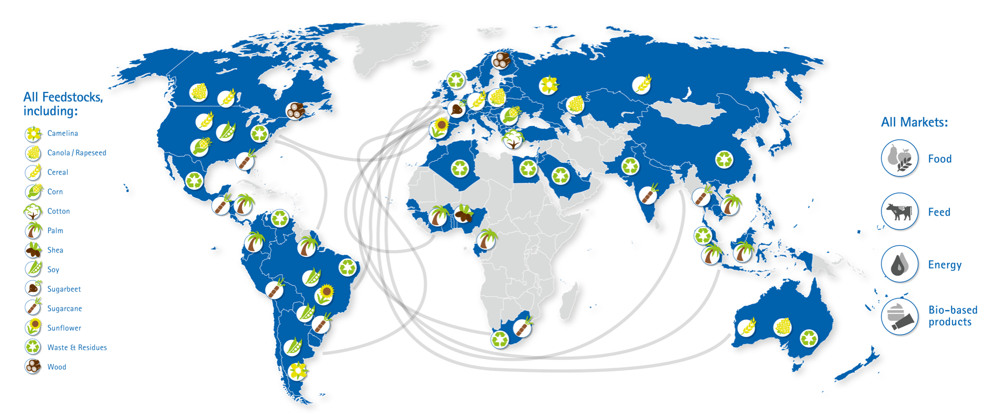 All Feedstocks,
including:
Camelina
Canola / Rapeseed
Cereal
Corn
Cotton
Palm
Shea
Soy
Sugarbeet
Sugarcane
Sunflower
Waste & Residues
Wood
All Markets:
Food
Feed
Energy
Bio-based
products